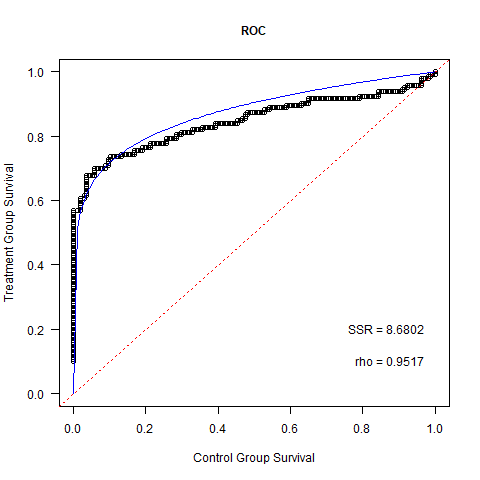 ROC
Treatment Group Survival
1.0
0.8
0.6
0.4
0.2
0.0
SSR = 8.6802
rho = 0.9517
0.0 0.2 0.4 0.6 0.8 1.0
Control Group Survival